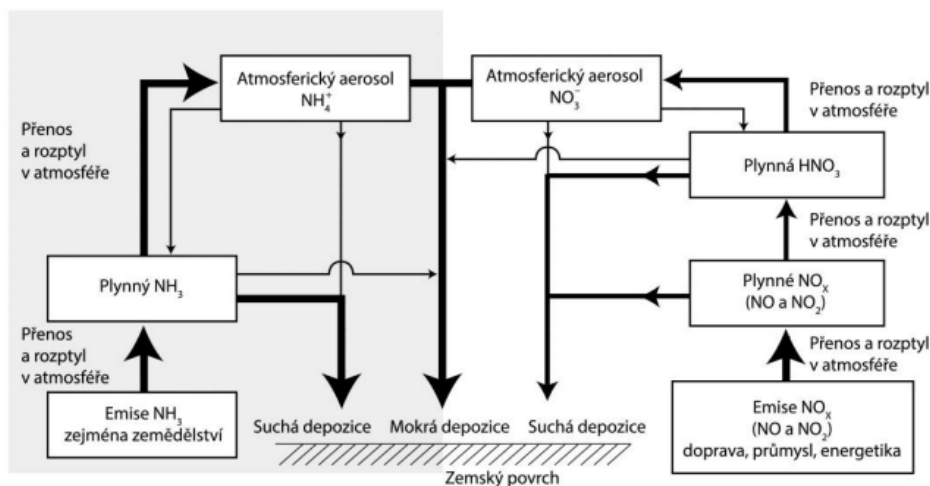 Atmosferický aerosol
NH₄⁺
Atmosferický aerosol
NO₃⁻
Přenos
a rozptyl
v atmosféře
Přenos a rozptyl
v atmosféře
Plynná HNO₃
Přenos a rozptyl
v atmosféře
Plynný NH₃
Plynné NOₓ
(NO a NO₂)
Přenos
a rozptyl
v atmosféře
Přenos a rozptyl
v atmosféře
Emise NH₃
zejména zemědělství
Suchá depozice
Mokrá depozice
Suchá depozice
Emise NOₓ
(NO a NO₂)
doprava, průmysl, energetika
Zemský povrch